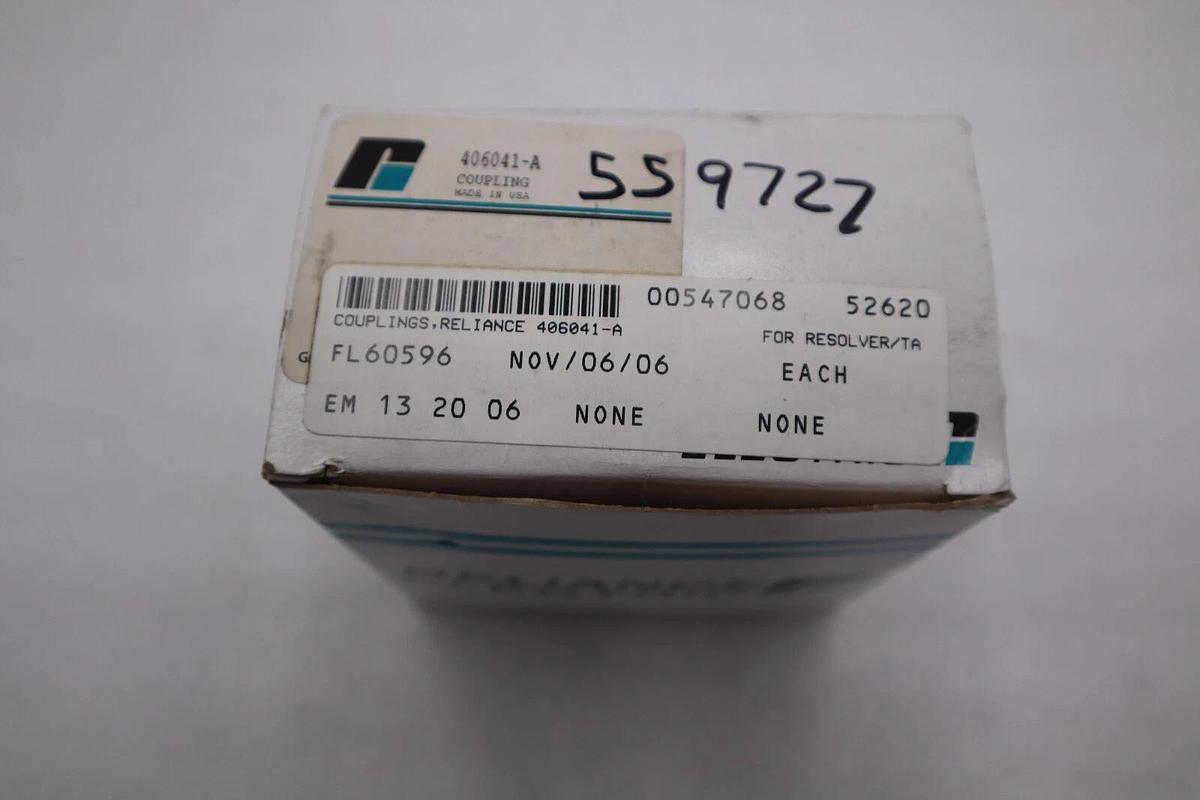 406041-A
COUPLING
MADE IN USA
559727
00547068 52620
COUPLINGS,RELIANCE 406041-A
FOR RESOLVER/TA
FL60596 NOV/06/06 EACH
EM 13 20 06 NONE NONE
RELIANCE